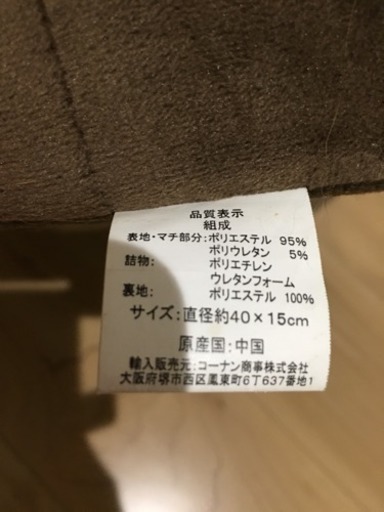 品質表示
組成
表地・マチ部分:ポリエステル 95%
ポリウレタン 5%
詰物: ポリエチレン
ウレタンフォーム
裏地: ポリエステル 100%
サイズ:直径約40×15cm
原産国:中国
輸入販売元:コーナン商事株式会社
大阪府堺市西区鳳東町6丁637番地1